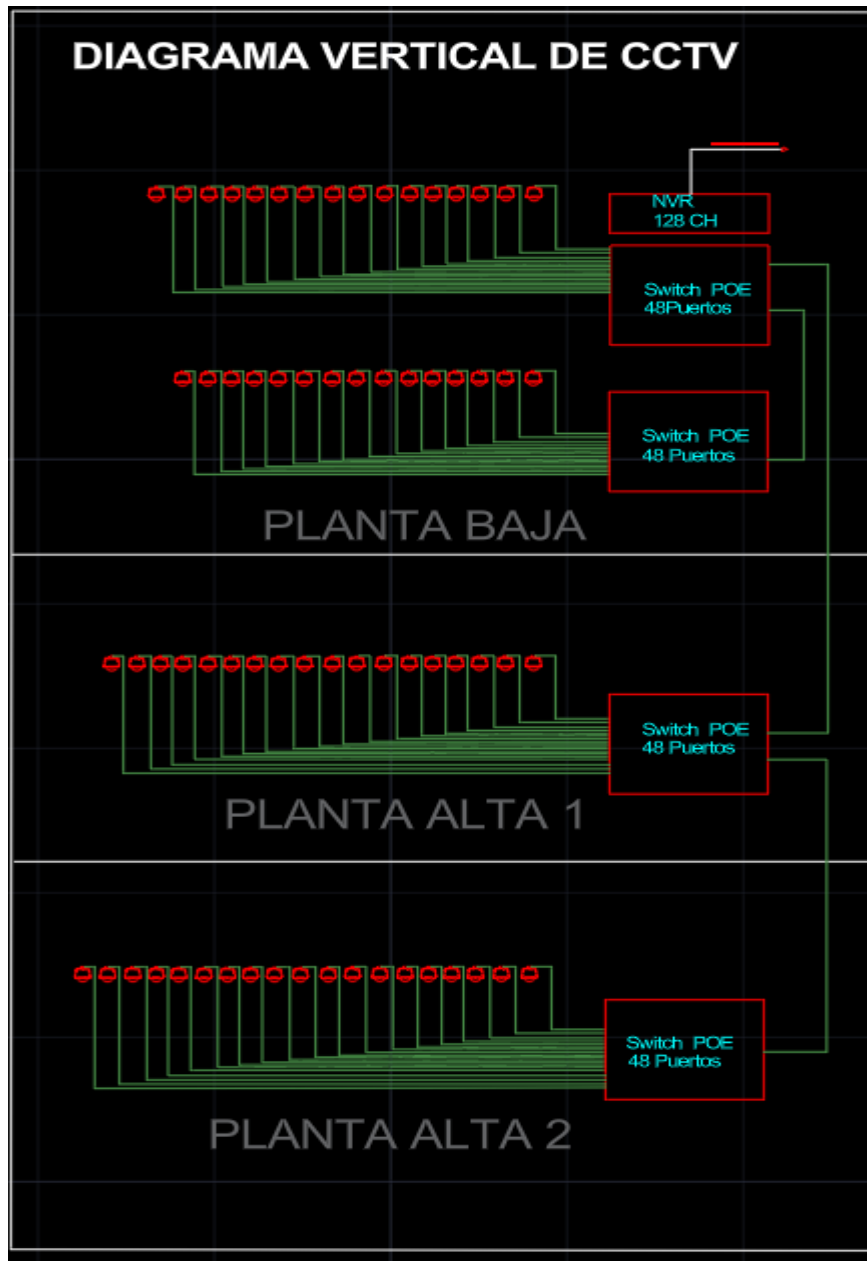 DIAGRAMA VERTICAL DE CCTV
NVR
128 CH
Switch POE
48Puertos
Switch POE
48 Puertos
PLANTA BAJA
Switch POE
48 Puertos
PLANTA ALTA 1
Switch POE
48 Puertos
PLANTA ALTA 2